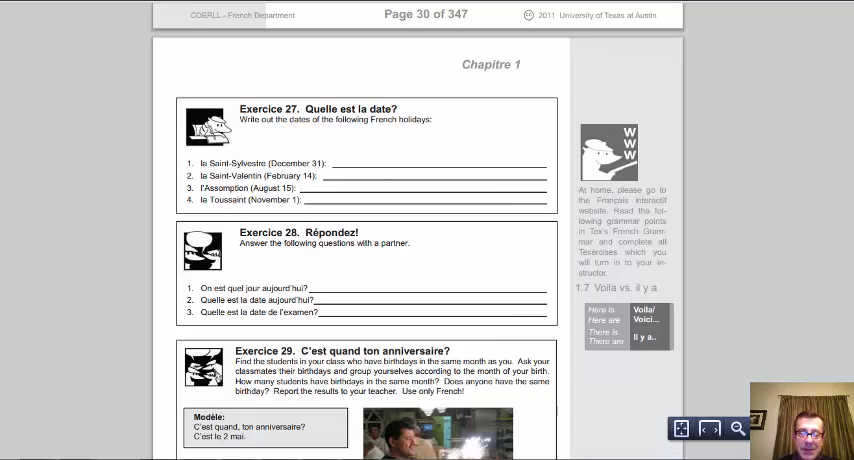 COERLL - French Department
Page 30 of 347
cc 2011 University of Texas at Austin
Chapitre 1
Exercice 27. Quelle est la date?
Write out the dates of the following French holidays:
1. la Saint-Sylvestre (December 31):
2. la Saint-Valentin (February 14):
3. l'Assomption (August 15):
4. la Toussaint (November 1):
Exercice 28. Répondez!
Answer the following questions with a partner.
1. On est quel jour aujourd'hui?
2. Quelle est la date aujourd'hui?
3. Quelle est la date de l'examen?
Exercice 29. C'est quand ton anniversaire?
Find the students in your class who have birthdays in the same month as you. Ask your
classmates their birthdays and group yourselves according to the month of your birth.
How many students have birthdays in the same month? Does anyone have the same
birthday? Report the results to your teacher. Use only French!
Modèle:
C'est quand, ton anniversaire?
C'est le 2 mai.
W
W
W
At home, please go to
the Français interactif
website. Read the fol-
lowing grammar points
in Tex's French Gram-
mar and complete all
Texercises which you
will turn in to your in-
structor.
1.7 Voila vs. il y a
Here is Voila/
Here are Voici...
There is
There are Il y a..